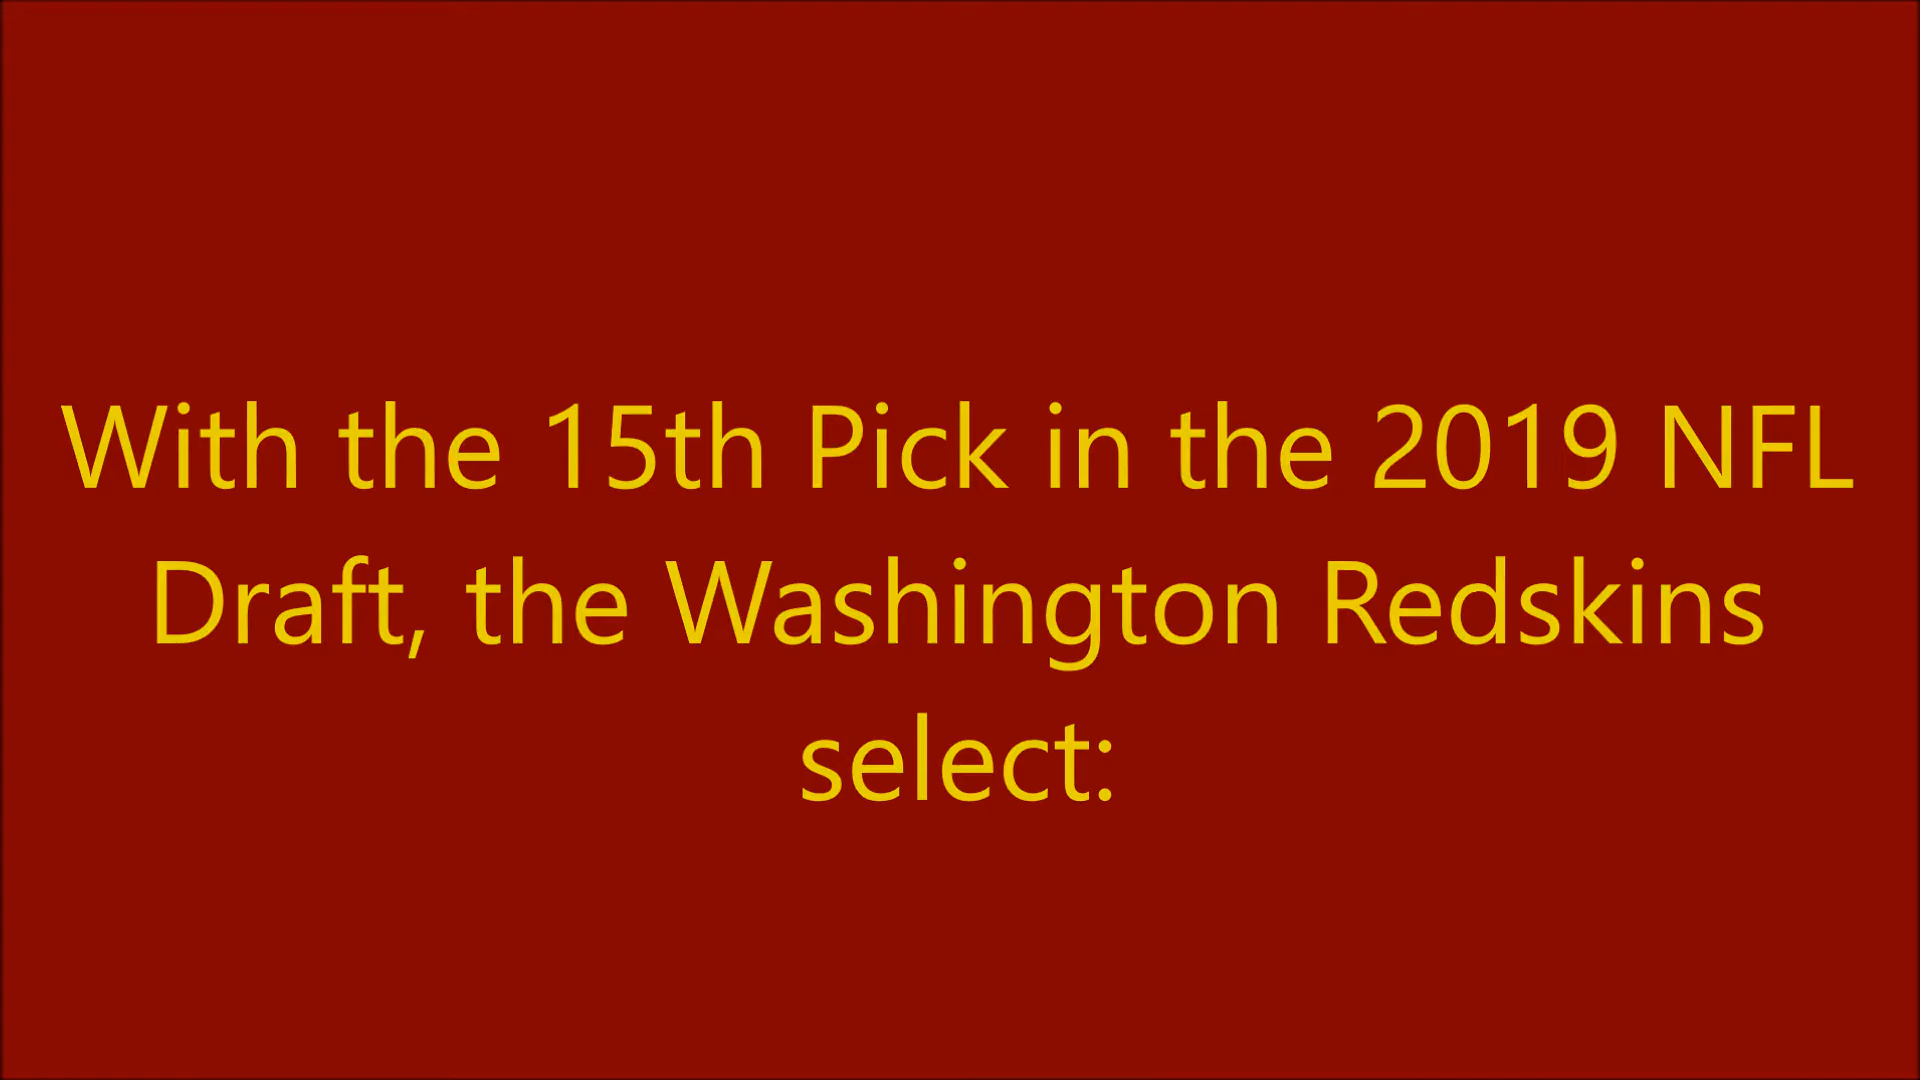 With the 15th Pick in the 2019 NFL
Draft, the Washington Redskins
select: